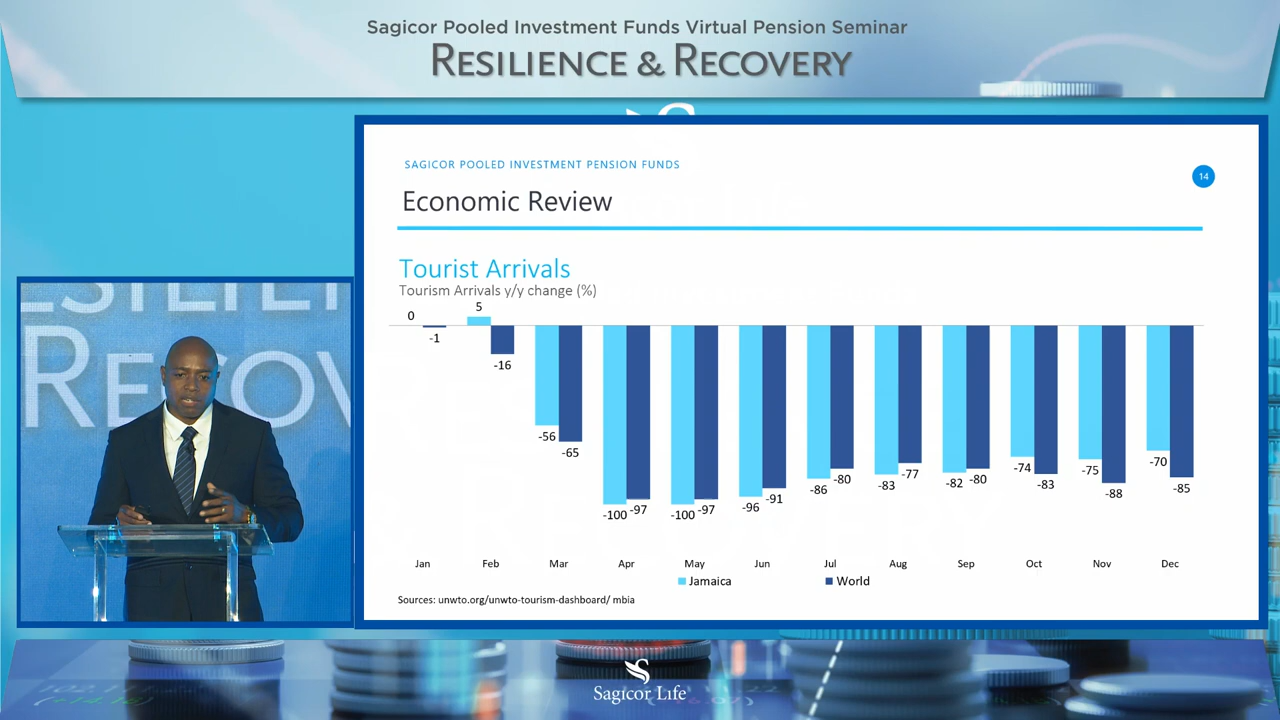 Sagicor Pooled Investment Funds Virtual Pension Seminar
RESILIENCE & RECOVERY
SAGICOR POOLED INVESTMENT PENSION FUNDS
14
Economic Review
Tourist Arrivals
Tourism Arrivals y/y change (%)
0 -1 5 -16 -56 -65 -100 -97 -100 -97 -96 -91 -86 -80 -83 -77 -82 -80 -74 -83 -75 -88 -70 -85
Jan Feb Mar Apr May Jun Jul Aug Sep Oct Nov Dec
Jamaica World
Sources: unwto.org/unwto-tourism-dashboard/ mbia
RECOV
Sagicor Life